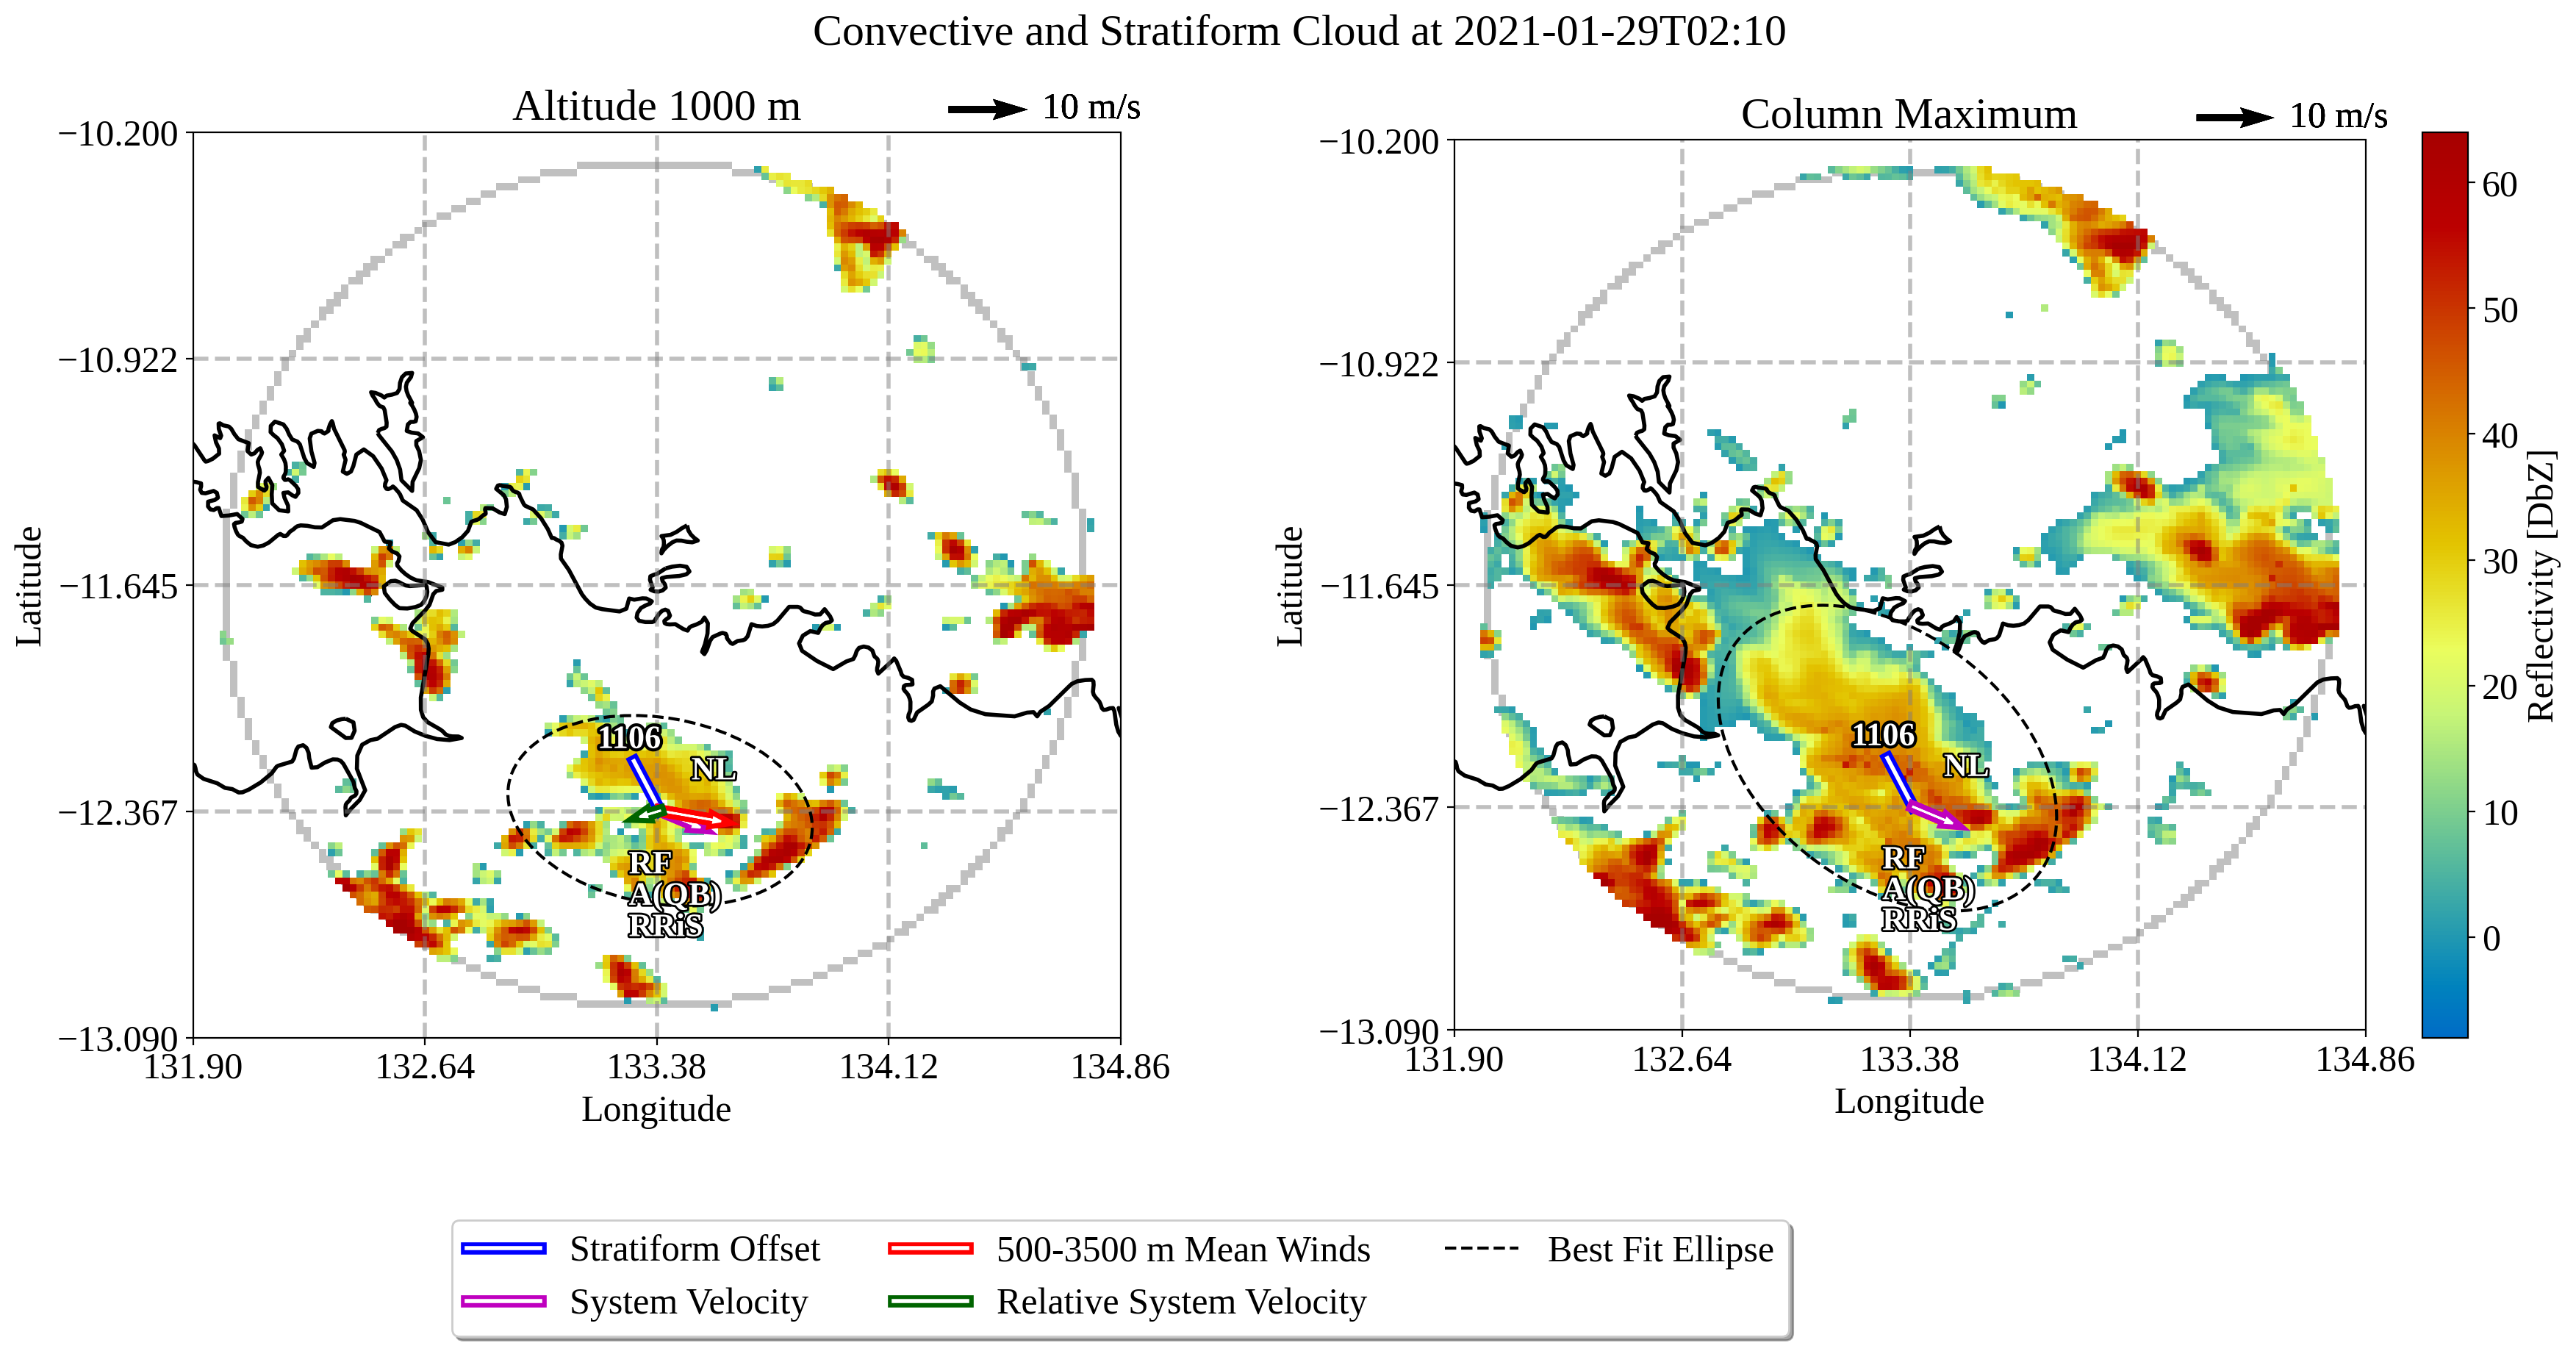 Convective and Stratiform Cloud at 2021-01-29T02:10
Altitude 1000 m
10 m/s
Column Maximum
10 m/s
−10.200
−10.922
−11.645
−12.367
−13.090
131.90
132.64
133.38
134.12
134.86
Latitude
Longitude
1106
NL
RF
A(QB)
RRiS
−10.200
−10.922
−11.645
−12.367
−13.090
131.90
132.64
133.38
134.12
134.86
Latitude
Longitude
1106
NL
RF
A(QB)
RRiS
60
50
40
30
20
10
0
Reflectivity [DbZ]
Stratiform Offset
500-3500 m Mean Winds
Best Fit Ellipse
System Velocity
Relative System Velocity